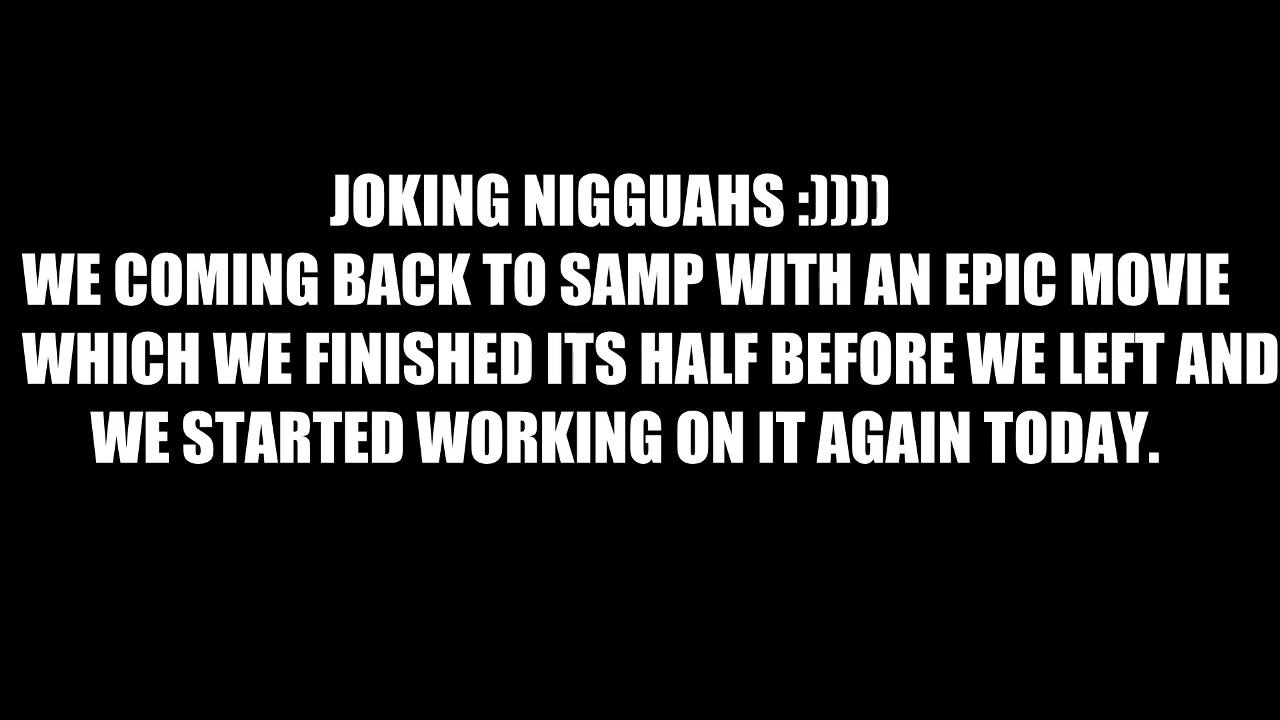 JOKING NIGGUAHS :))))
WE COMING BACK TO SAMP WITH AN EPIC MOVIE
WHICH WE FINISHED ITS HALF BEFORE WE LEFT AND
WE STARTED WORKING ON IT AGAIN TODAY.